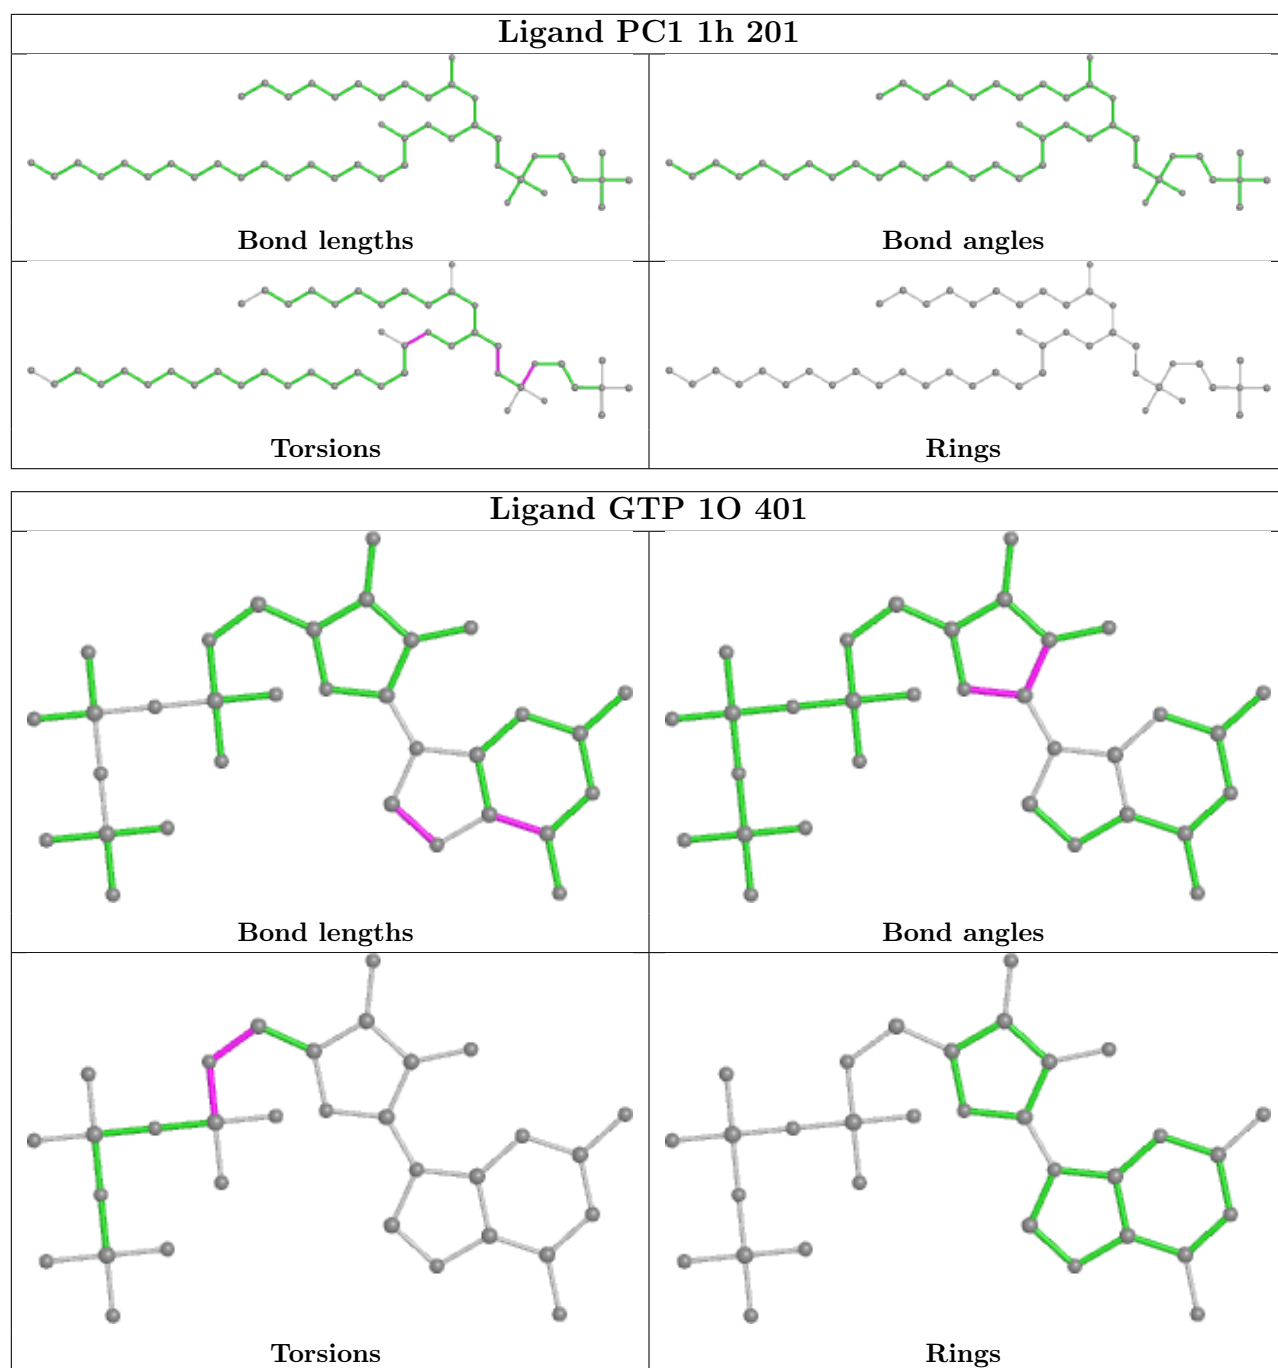 Ligand PC1 1h 201
Bond lengths
Bond angles
Torsions
Rings
Ligand GTP 1O 401
Bond lengths
Bond angles
Torsions
Rings